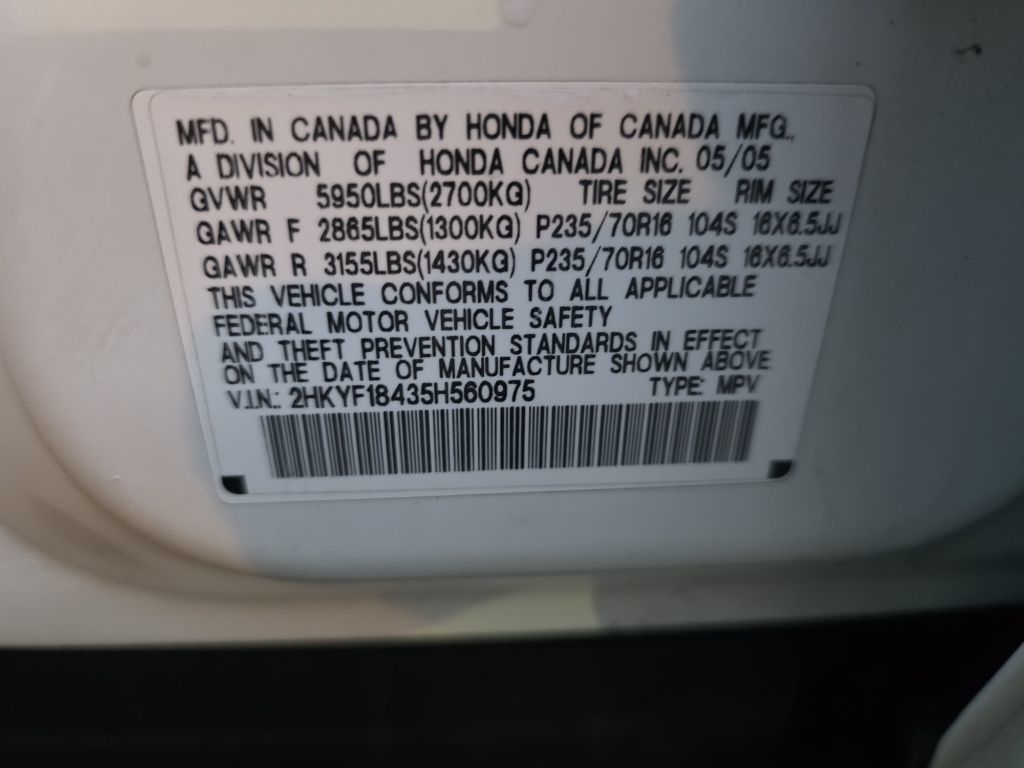 MFD. IN CANADA BY HONDA OF CANADA MFG.,
A DIVISION OF HONDA CANADA INC. 05/05
GVWR 5950LBS(2700KG) TIRE SIZE RIM SIZE
GAWR F 2865LBS(1300KG) P235/70R16 104S 16X6.5JJ
GAWR R 3155LBS(1430KG) P235/70R16 104S 16X6.5JJ
THIS VEHICLE CONFORMS TO ALL APPLICABLE
FEDERAL MOTOR VEHICLE SAFETY
AND THEFT PREVENTION STANDARDS IN EFFECT
ON THE DATE OF MANUFACTURE SHOWN ABOVE
V.I.N.: 2HKYF18435H560975 TYPE: MPV